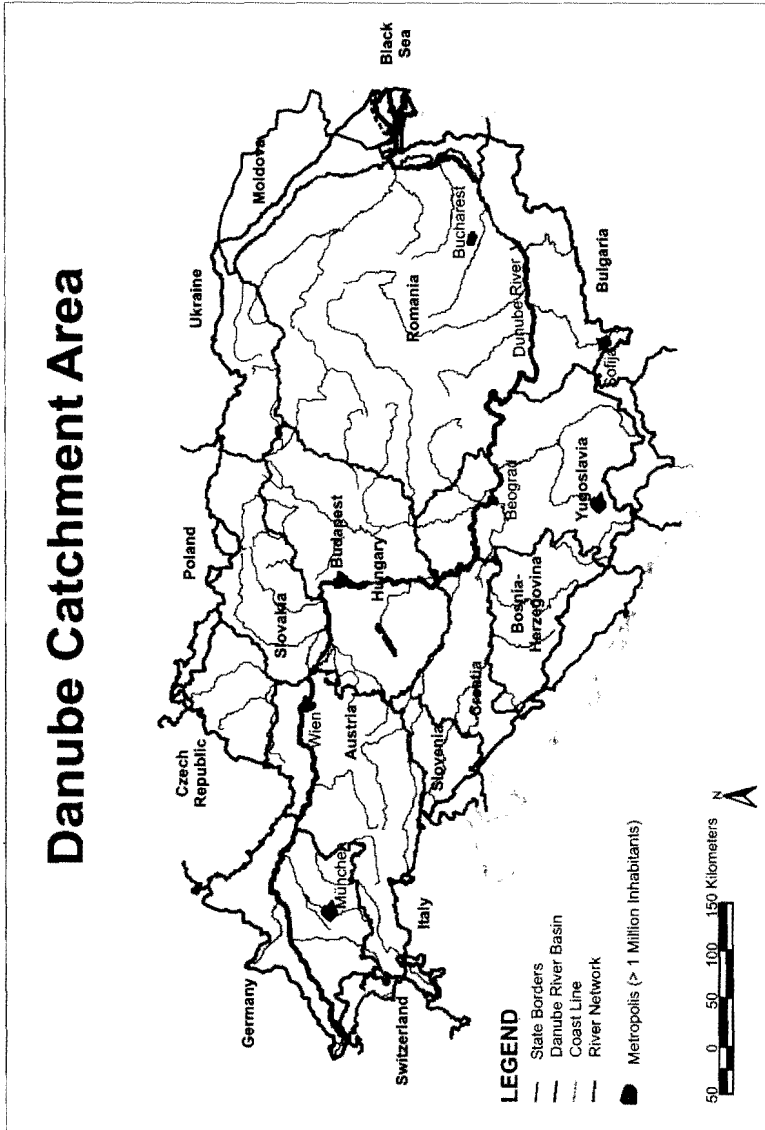 Danube Catchment Area
Germany
Czech
Republic
Poland
Ukraine
Moldova
Black
Sea
Slovakia
München
Wien
Austria
Budapest
Hungary
Romania
Bucharest
Switzerland
Italy
Slovenia
Croatia
Bosnia-
Herzegovina
Beograd
Yugoslavia
Dunube River
Sofija
Bulgaria
LEGEND
State Borders
Danube River Basin
Coast Line
River Network
Metropolis (> 1 Million Inhabitants)
50 0 50 100 150 Kilometers
N